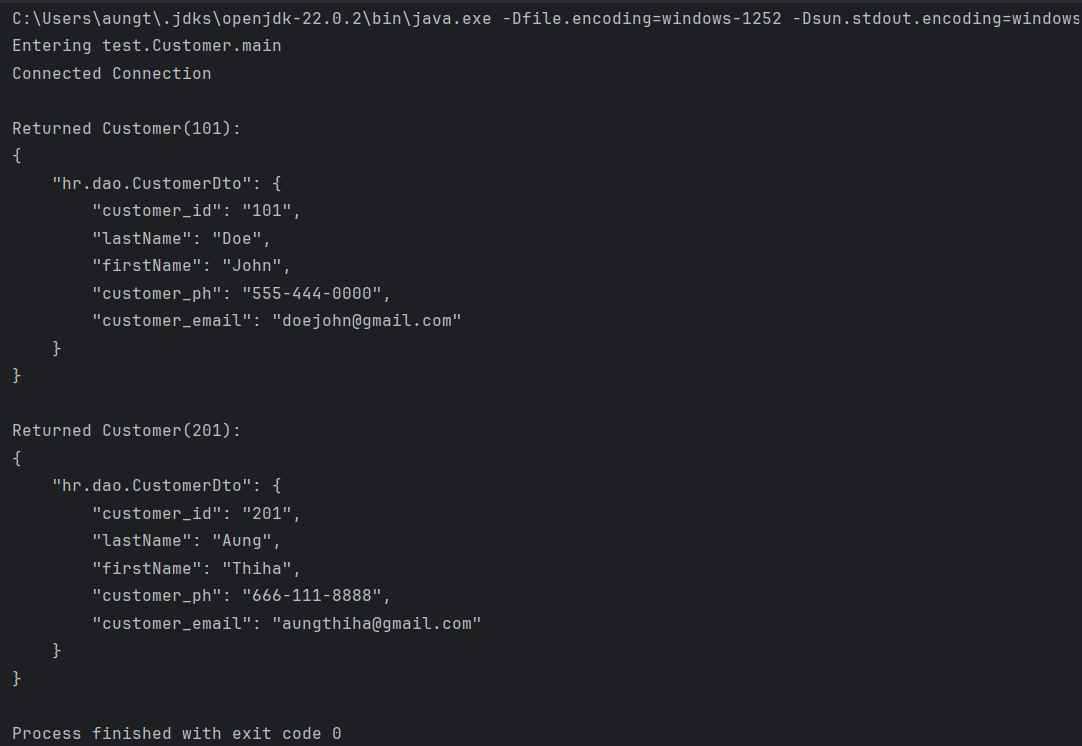 C:\Users\aungt\.jdks\openjdk-22.0.2\bin\java.exe -Dfile.encoding=windows-1252 -Dsun.stdout.encoding=windows
Entering test.Customer.main
Connected Connection

Returned Customer(101):
{
    "hr.dao.CustomerDto": {
        "customer_id": "101",
        "lastName": "Doe",
        "firstName": "John",
        "customer_ph": "555-444-0000",
        "customer_email": "doejohn@gmail.com"
    }
}

Returned Customer(201):
{
    "hr.dao.CustomerDto": {
        "customer_id": "201",
        "lastName": "Aung",
        "firstName": "Thiha",
        "customer_ph": "666-111-8888",
        "customer_email": "aungthiha@gmail.com"
    }
}

Process finished with exit code 0